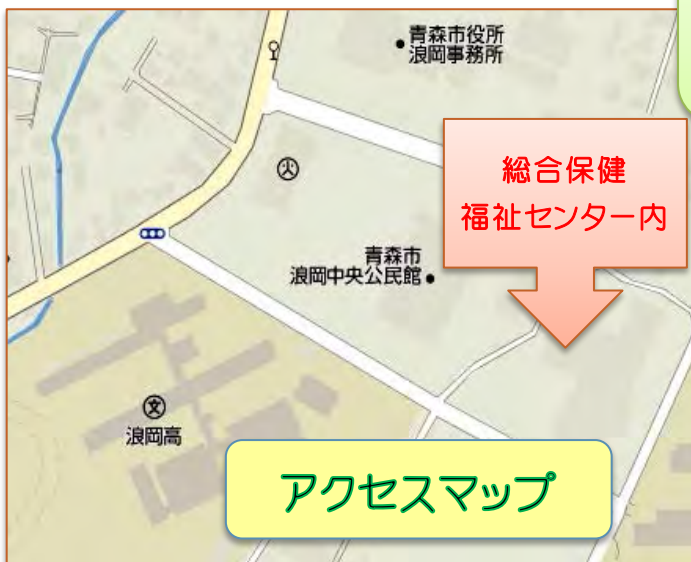 青森市役所
浪岡事務所
総合保健
福祉センター内
青森市
浪岡中央公民館
文
浪岡高
アクセスマップ